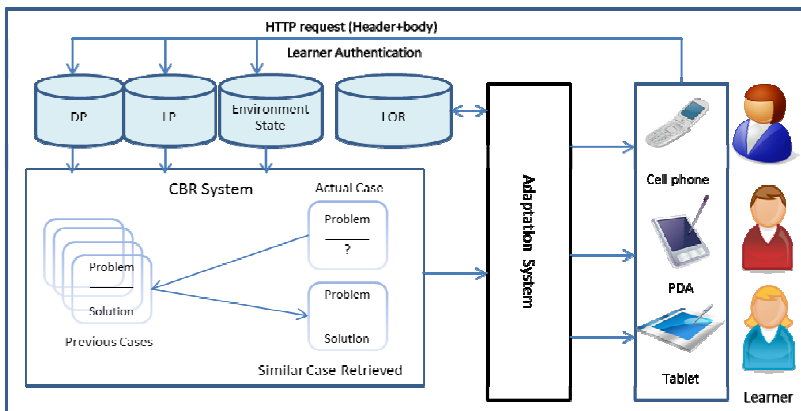 HTTP request (Header+body)
Learner Authentication
DP
LP
Environment
State
LOR
CBR System
Actual Case
Problem
?
Problem
Solution
Previous Cases
Problem
Solution
Similar Case Retrieved
Adaptation System
Cell phone
PDA
Tablet
Learner